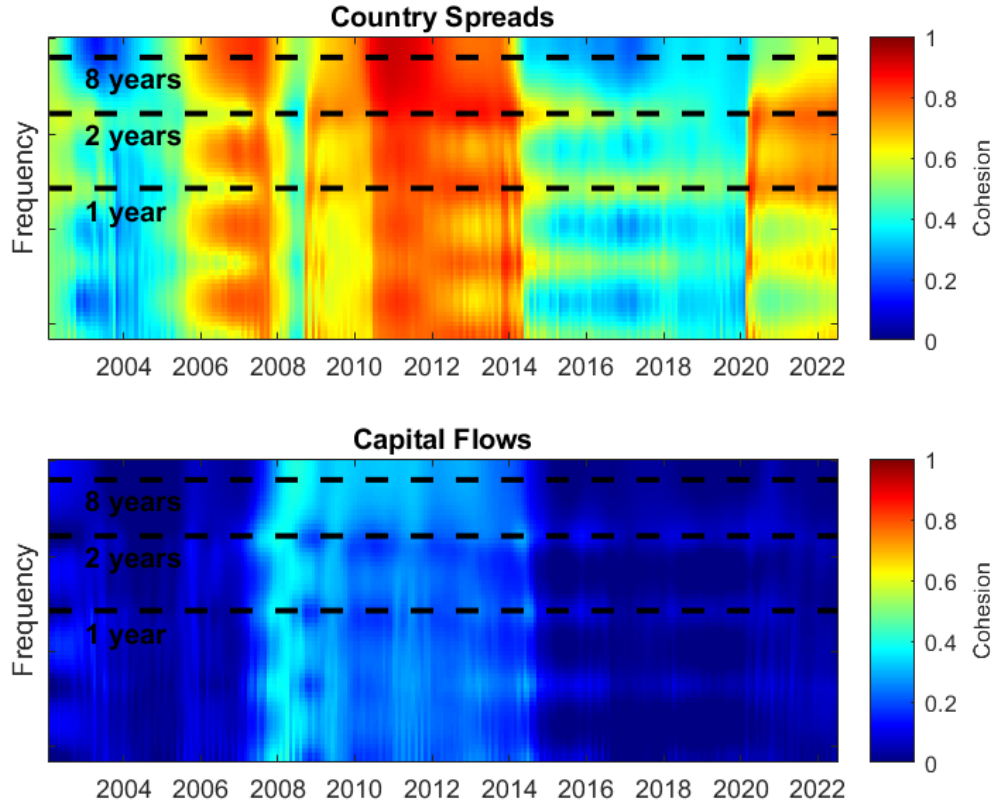 Country Spreads
8 years
2 years
1 year
Frequency
2004 2006 2008 2010 2012 2014 2016 2018 2020 2022
1
0.8
0.6
0.4
0.2
0
Cohesion
Capital Flows
8 years
2 years
1 year
Frequency
2004 2006 2008 2010 2012 2014 2016 2018 2020 2022
1
0.8
0.6
0.4
0.2
0
Cohesion